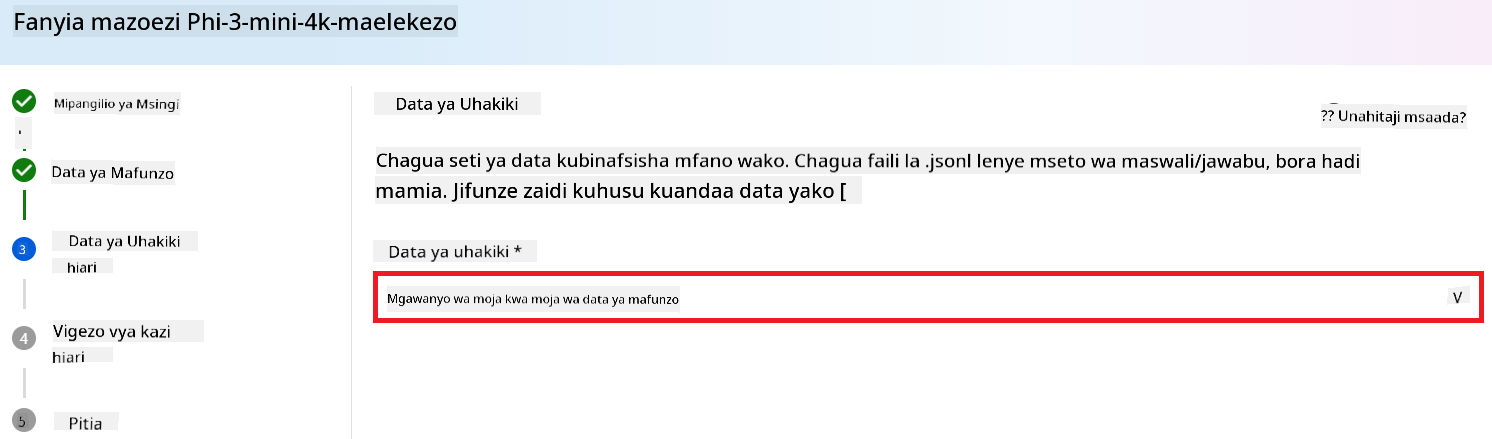 Fanyia mazoezi Phi-3-mini-4k-maelekezo
Mipangilio ya Msingi
Data ya Mafunzo
3
Data ya Uhakiki
hiari
4
Vigezo vya kazi
hiari
5
Pitia
Data ya Uhakiki
?? Unahitaji msaada?
Chagua seti ya data kubinafsisha mfano wako. Chagua faili la .jsonl lenye mseto wa maswali/jawabu, bora hadi
mamia. Jifunze zaidi kuhusu kuandaa data yako [
Data ya uhakiki *
Mgawanyo wa moja kwa moja wa data ya mafunzo
V